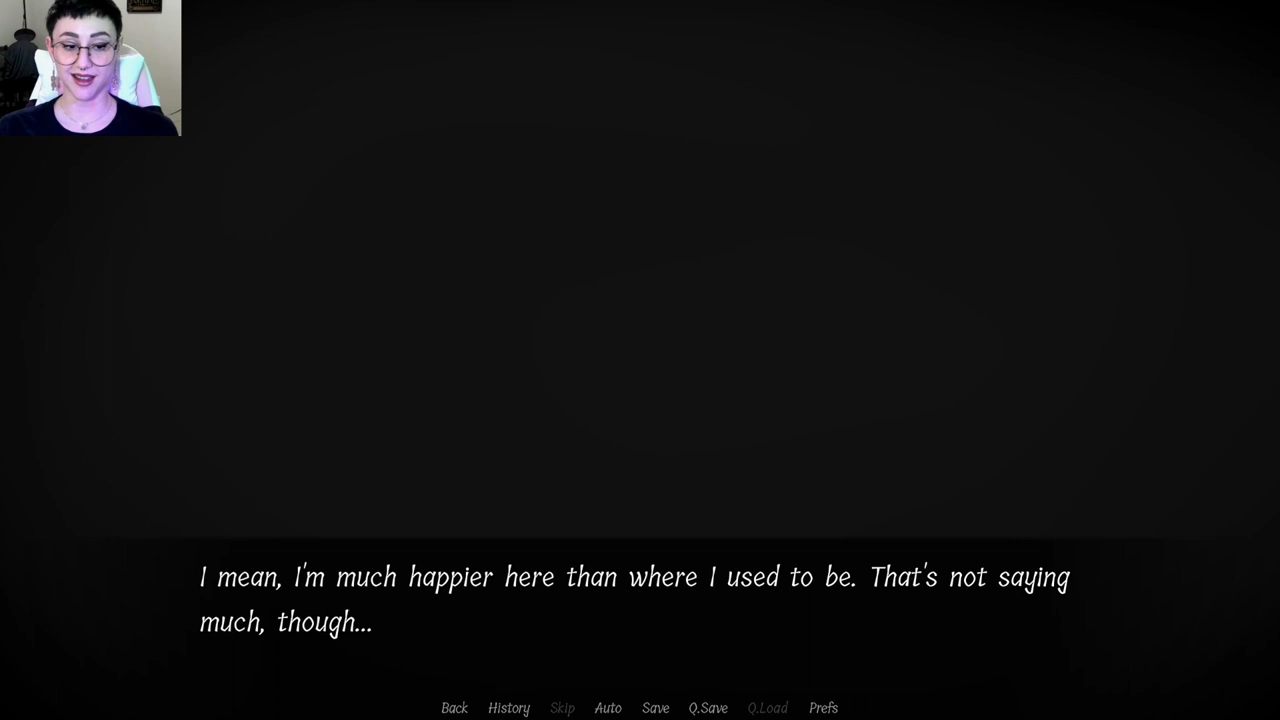 I mean, I'm much happier here than where I used to be. That's not saying
much, though...
Back History Skip Auto Save Q.Save Q.Load Prefs